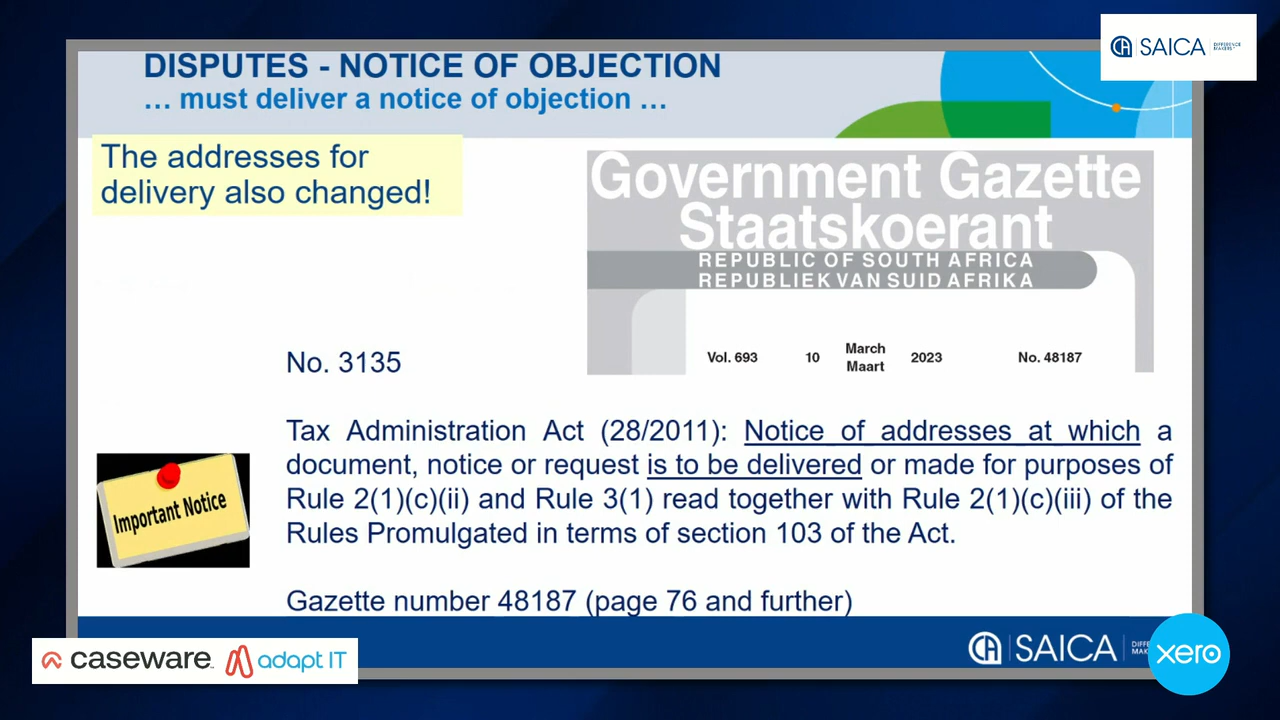 SAICA DIFFERENCE MAKERS
DISPUTES - NOTICE OF OBJECTION
… must deliver a notice of objection …
The addresses for
delivery also changed!
Government Gazette
Staatskoerant
REPUBLIC OF SOUTH AFRICA
REPUBLIEK VAN SUID AFRIKA
Vol. 693 10 March Maart 2023 No. 48187
No. 3135
Tax Administration Act (28/2011): Notice of addresses at which a
document, notice or request is to be delivered or made for purposes of
Rule 2(1)(c)(ii) and Rule 3(1) read together with Rule 2(1)(c)(iii) of the
Rules Promulgated in terms of section 103 of the Act.
Important Notice
Gazette number 48187 (page 76 and further)
caseware adapt IT
SAICA
xero